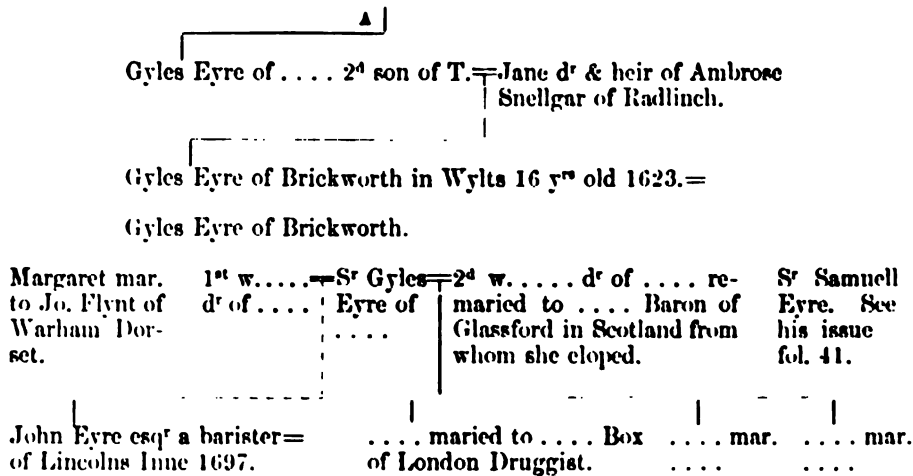 A
Gyles Eyre of . . . . 2d son of T.=Jane dr & heir of Ambrose
Snellgar of Radlinch.
Gyles Eyre of Brickworth in Wylts 16 yrs old 1623.=
Gyles Eyre of Brickworth.
Margaret mar.
to Jo. Flynt of
Warham Dor-
set.
1st w. . . . .=
dr of . . . .
Sr Gyles=
Eyre of
. . . .
2d w. . . . . dr of . . . . re-
maried to . . . . Baron of
Glassford in Scotland from
whom she eloped.
Sr Samuell
Eyre. See
his issue
fol. 41.
John Eyre esqr a barister=
of Lincolns Inne 1697.
. . . . maried to . . . . Box
of London Druggist.
. . . . mar.
. . . .
. . . . mar.
. . . .